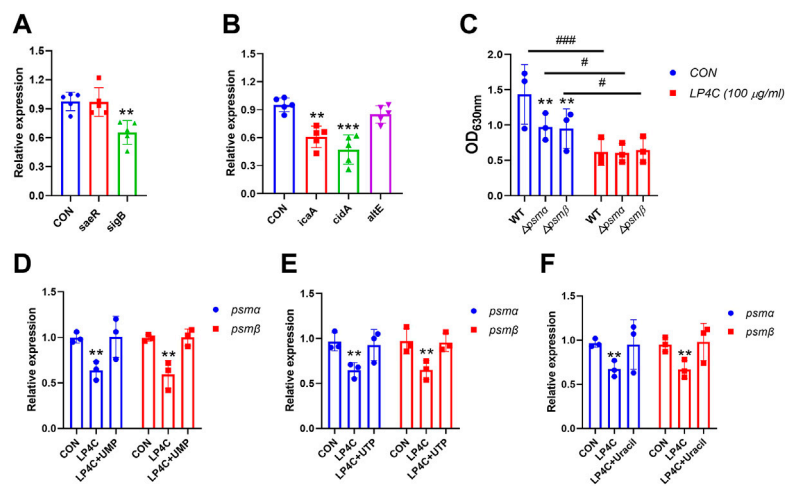 A
Relative expression
1.5
1.2
0.9
0.6
0.3
0.0
**
CON
saeR
sigB
B
Relative expression
1.5
1.2
0.9
0.6
0.3
0.0
**
***
CON
icaA
cidA
altE
C
OD630nm
2.0
1.5
1.0
0.5
0.0
###
#
#
**
**
CON
LP4C (100 μg/ml)
WT
Δpsmα
Δpsmβ
WT
Δpsmα
Δpsmβ
D
Relative expression
1.5
1.0
0.5
0.0
**
**
psmα
psmβ
CON
LP4C
LP4C+UMP
CON
LP4C
LP4C+UMP
E
Relative expression
1.5
1.0
0.5
0.0
**
**
psmα
psmβ
CON
LP4C
LP4C+UTP
CON
LP4C
LP4C+UTP
F
Relative expression
1.5
1.0
0.5
0.0
**
**
psmα
psmβ
CON
LP4C
LP4C+Uracil
CON
LP4C
LP4C+Uracil